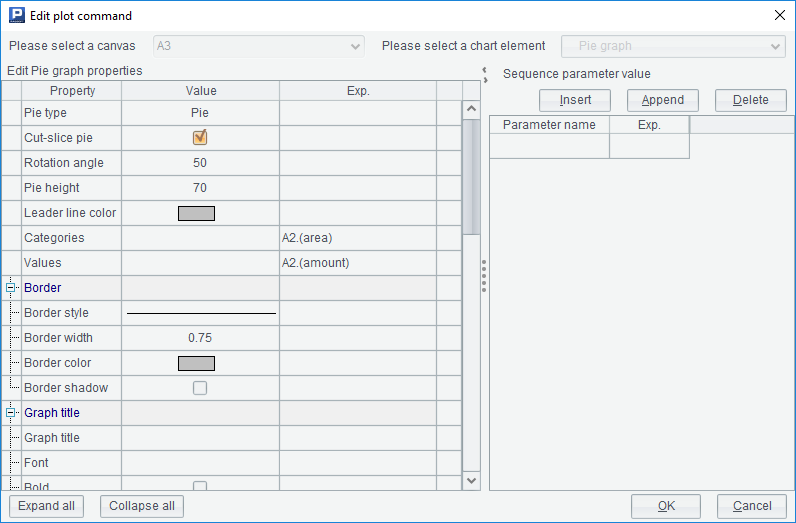 Edit plot command
Please select a canvas A3 Please select a chart element Pie graph
Edit Pie graph properties
Sequence parameter value
Property Value Exp.
Insert Append Delete
Parameter name Exp.
Pie type Pie
Cut-slice pie
Rotation angle 50
Pie height 70
Leader line color
Categories A2.(area)
Values A2.(amount)
Border
Border style
Border width 0.75
Border color
Border shadow
Graph title
Graph title
Font
Bold
Expand all Collapse all OK Cancel